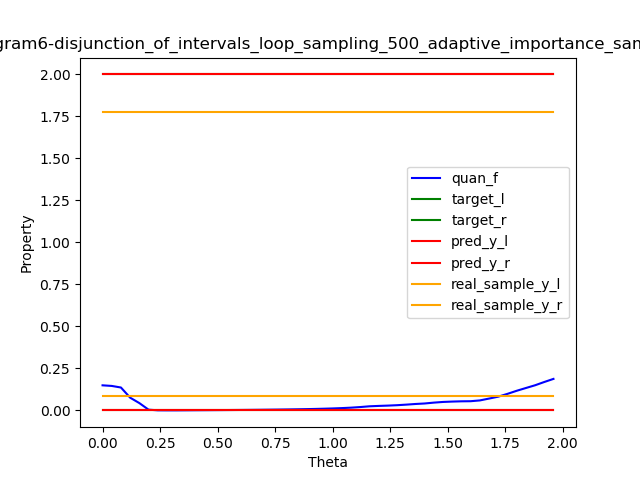 gram6-disjunction_of_intervals_loop_sampling_500_adaptive_importance_sam
2.00
1.75
1.50
1.25
1.00
0.75
0.50
0.25
0.00
Property
quan_f
target_l
target_r
pred_y_l
pred_y_r
real_sample_y_l
real_sample_y_r
0.00 0.25 0.50 0.75 1.00 1.25 1.50 1.75 2.00
Theta